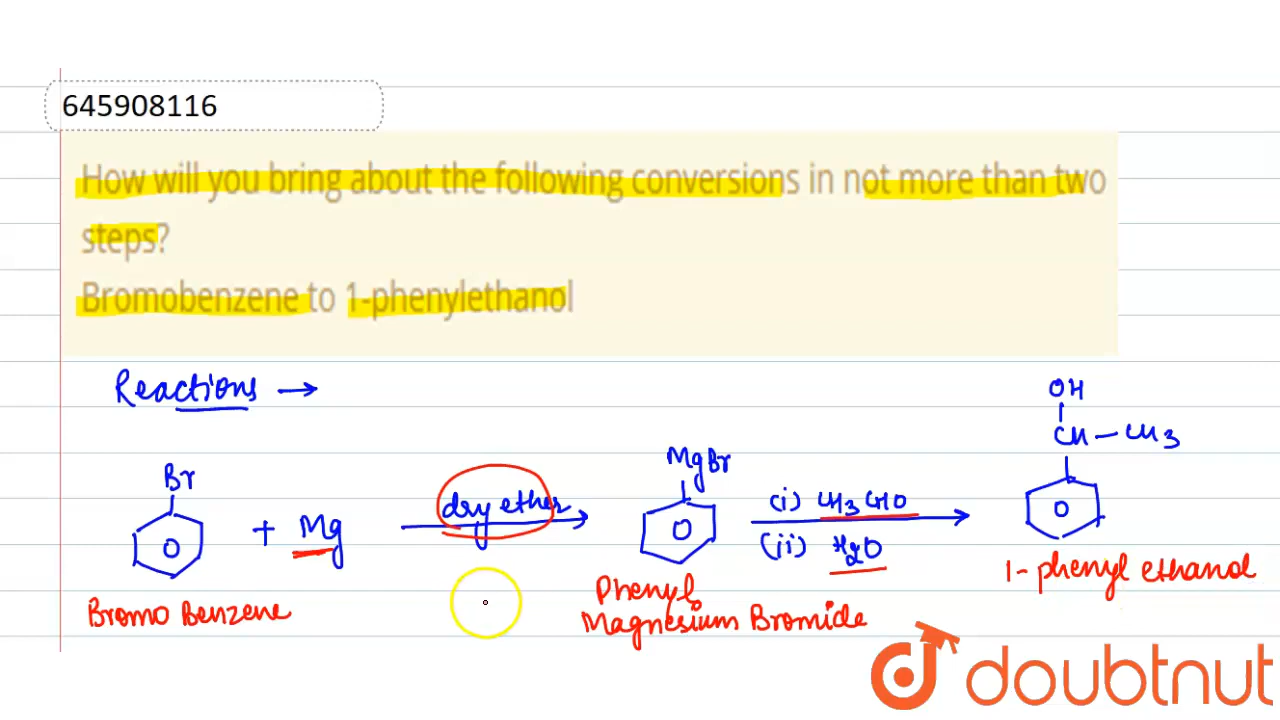 645908116
How will you bring about the following conversions in not more than two
steps?
Bromobenzene to 1-phenylethanol
Reactions →
OH
CH - CH3
Br
MgBr
+ Mg
dry ether
(i) CH3 CHO
(ii) H2O
Bromo Benzene
Phenyl
Magnesium Bromide
1- phenyl ethanol
doubtnut